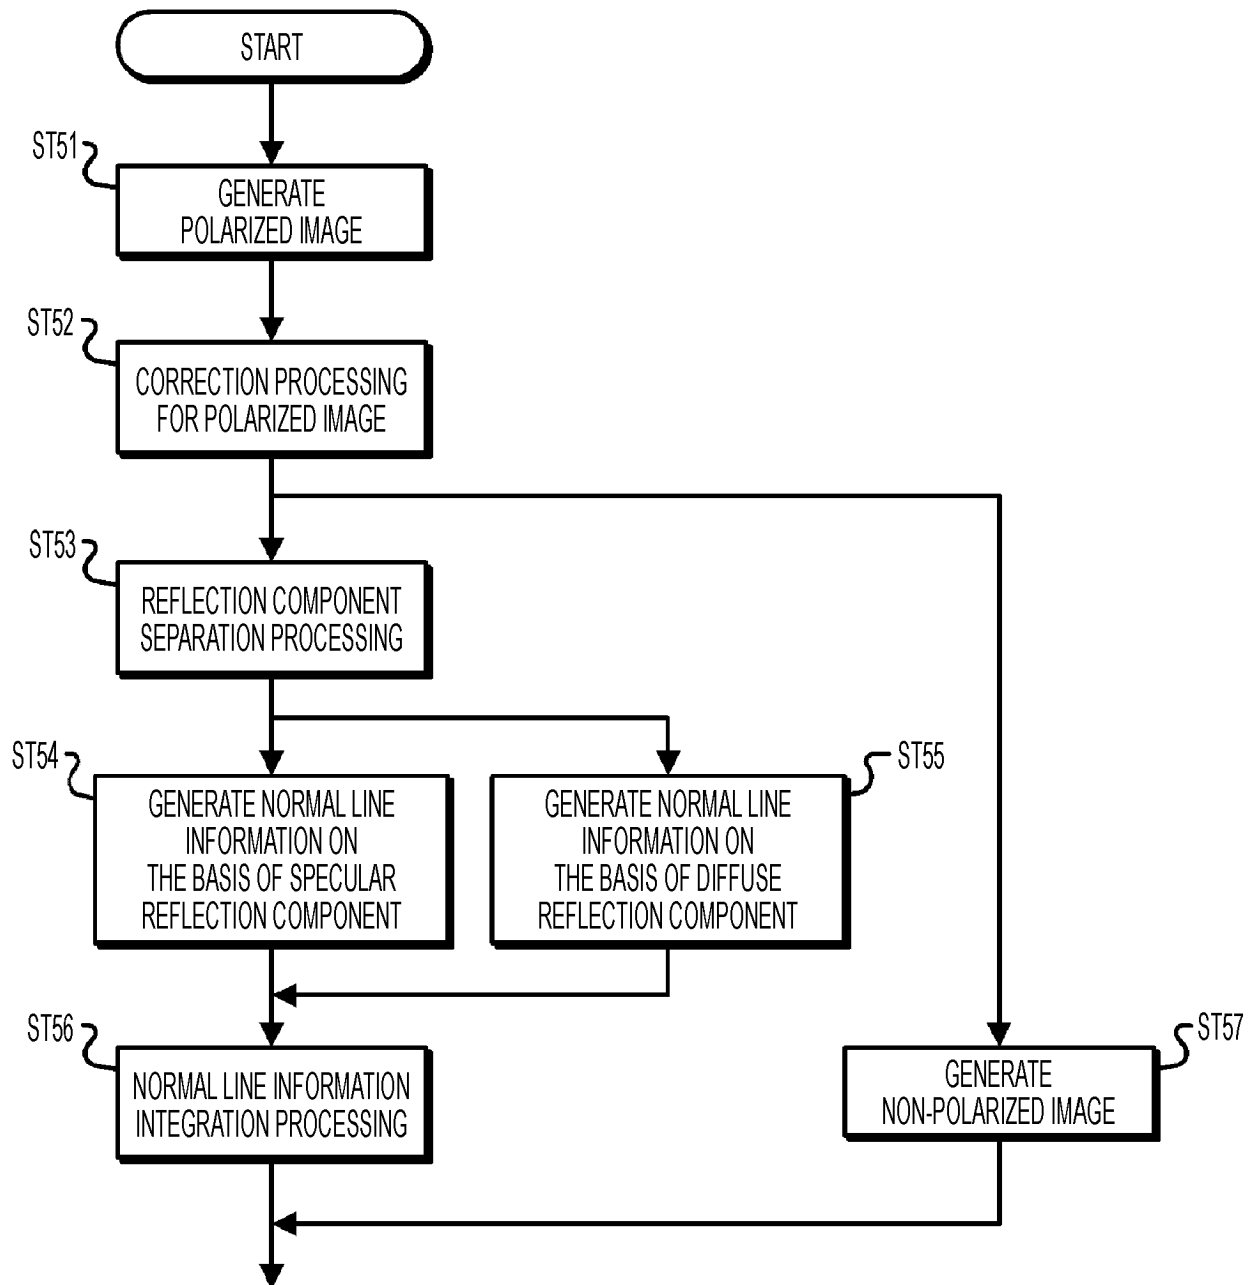 START
ST51
GENERATE
POLARIZED IMAGE
ST52
CORRECTION PROCESSING
FOR POLARIZED IMAGE
ST53
REFLECTION COMPONENT
SEPARATION PROCESSING
ST54
GENERATE NORMAL LINE
INFORMATION ON
THE BASIS OF SPECULAR
REFLECTION COMPONENT
ST55
GENERATE NORMAL LINE
INFORMATION ON
THE BASIS OF DIFFUSE
REFLECTION COMPONENT
ST56
NORMAL LINE INFORMATION
INTEGRATION PROCESSING
ST57
GENERATE
NON-POLARIZED IMAGE